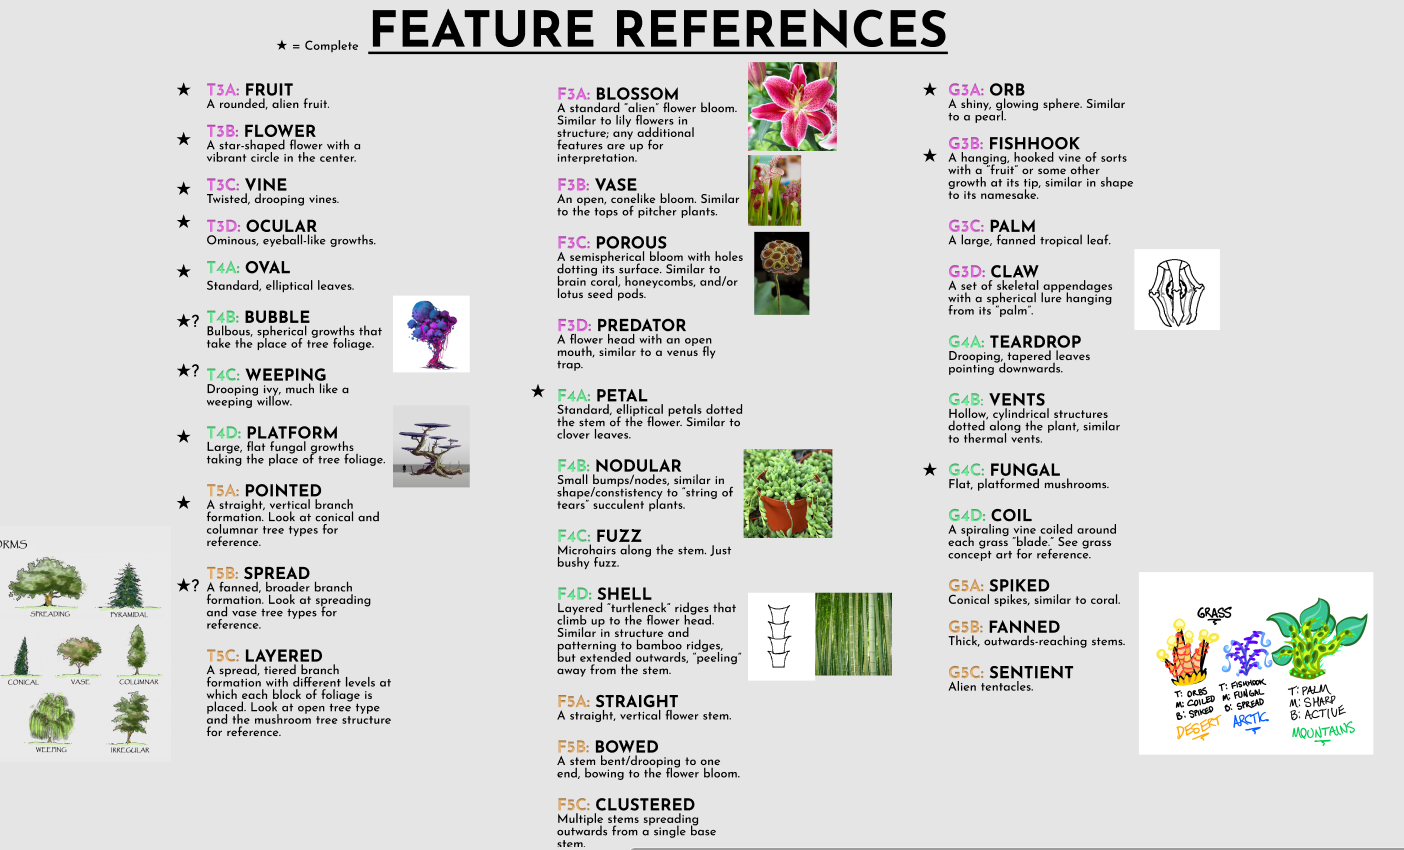 ★ = Complete
FEATURE REFERENCES
★ T3A: FRUIT
A rounded, alien fruit.
★ T3B: FLOWER
A star-shaped flower with a
vibrant circle in the center.
★ T3C: VINE
Twisted, drooping vines.
★ T3D: OCULAR
Ominous, eyeball-like growths.
★ T4A: OVAL
Standard, elliptical leaves.
★? T4B: BUBBLE
Bulbous, spherical growths that
take the place of tree foliage.
★? T4C: WEEPING
Drooping ivy, much like a
weeping willow.
★ T4D: PLATFORM
Large, flat fungal growths
taking the place of tree foliage.
★ T5A: POINTED
A straight, vertical branch
formation. Look at conical and
columnar tree types for
reference.
★? T5B: SPREAD
A fanned, broader branch
formation. Look at spreading
and vase tree types for
reference.
T5C: LAYERED
A spread, tiered branch
formation with different levels at
which each block of foliage is
placed. Look at open tree type
and the mushroom tree structure
for reference.
ORMS
SPREADING
PYRAMIDAL
CONICAL
VASE
COLUMNAR
WEEPING
IRREGULAR
F3A: BLOSSOM
A standard "alien" flower bloom.
Similar to lily flowers in
structure; any additional
features are up for
interpretation.
F3B: VASE
An open, conelike bloom. Similar
to the tops of pitcher plants.
F3C: POROUS
A semispherical bloom with holes
dotting its surface. Similar to
brain coral, honeycombs, and/or
lotus seed pods.
F3D: PREDATOR
A flower head with an open
mouth, similar to a venus fly
trap.
★ F4A: PETAL
Standard, elliptical petals dotted
the stem of the flower. Similar to
clover leaves.
F4B: NODULAR
Small bumps/nodes, similar in
shape/constistency to "string of
tears" succulent plants.
F4C: FUZZ
Microhairs along the stem. Just
bushy fuzz.
F4D: SHELL
Layered "turtleneck" ridges that
climb up to the flower head.
Similar in structure and
patterning to bamboo ridges,
but extended outwards, "peeling"
away from the stem.
F5A: STRAIGHT
A straight, vertical flower stem.
F5B: BOWED
A stem bent/drooping to one
end, bowing to the flower bloom.
F5C: CLUSTERED
Multiple stems spreading
outwards from a single base
stem.
★ G3A: ORB
A shiny, glowing sphere. Similar
to a pearl.
★ G3B: FISHHOOK
A hanging, hooked vine of sorts
with a "fruit" or some other
growth at its tip, similar in shape
to its namesake.
G3C: PALM
A large, fanned tropical leaf.
G3D: CLAW
A set of skeletal appendages
with a spherical lure hanging
from its "palm".
G4A: TEARDROP
Drooping, tapered leaves
pointing downwards.
G4B: VENTS
Hollow, cylindrical structures
dotted along the plant, similar
to thermal vents.
★ G4C: FUNGAL
Flat, platformed mushrooms.
G4D: COIL
A spiraling vine coiled around
each grass "blade." See grass
concept art for reference.
G5A: SPIKED
Conical spikes, similar to coral.
G5B: FANNED
Thick, outwards-reaching stems.
G5C: SENTIENT
Alien tentacles.
GRASS
T: ORBS
M: COILED
B: SPIKED
DESERT
T: FISHHOOK
M: FUNGAL
B: SPREAD
ARCTIC
T: PALM
M: SHARP
B: ACTIVE
MOUNTAINS